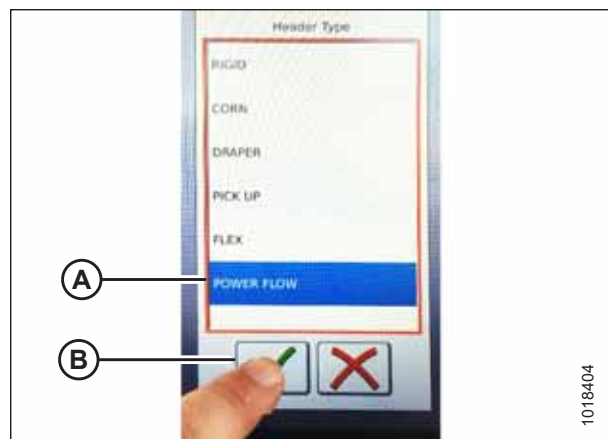 Header Type
RIGID
CORN
DRAPER
PICK UP
FLEX
POWER FLOW
A
B
1018404